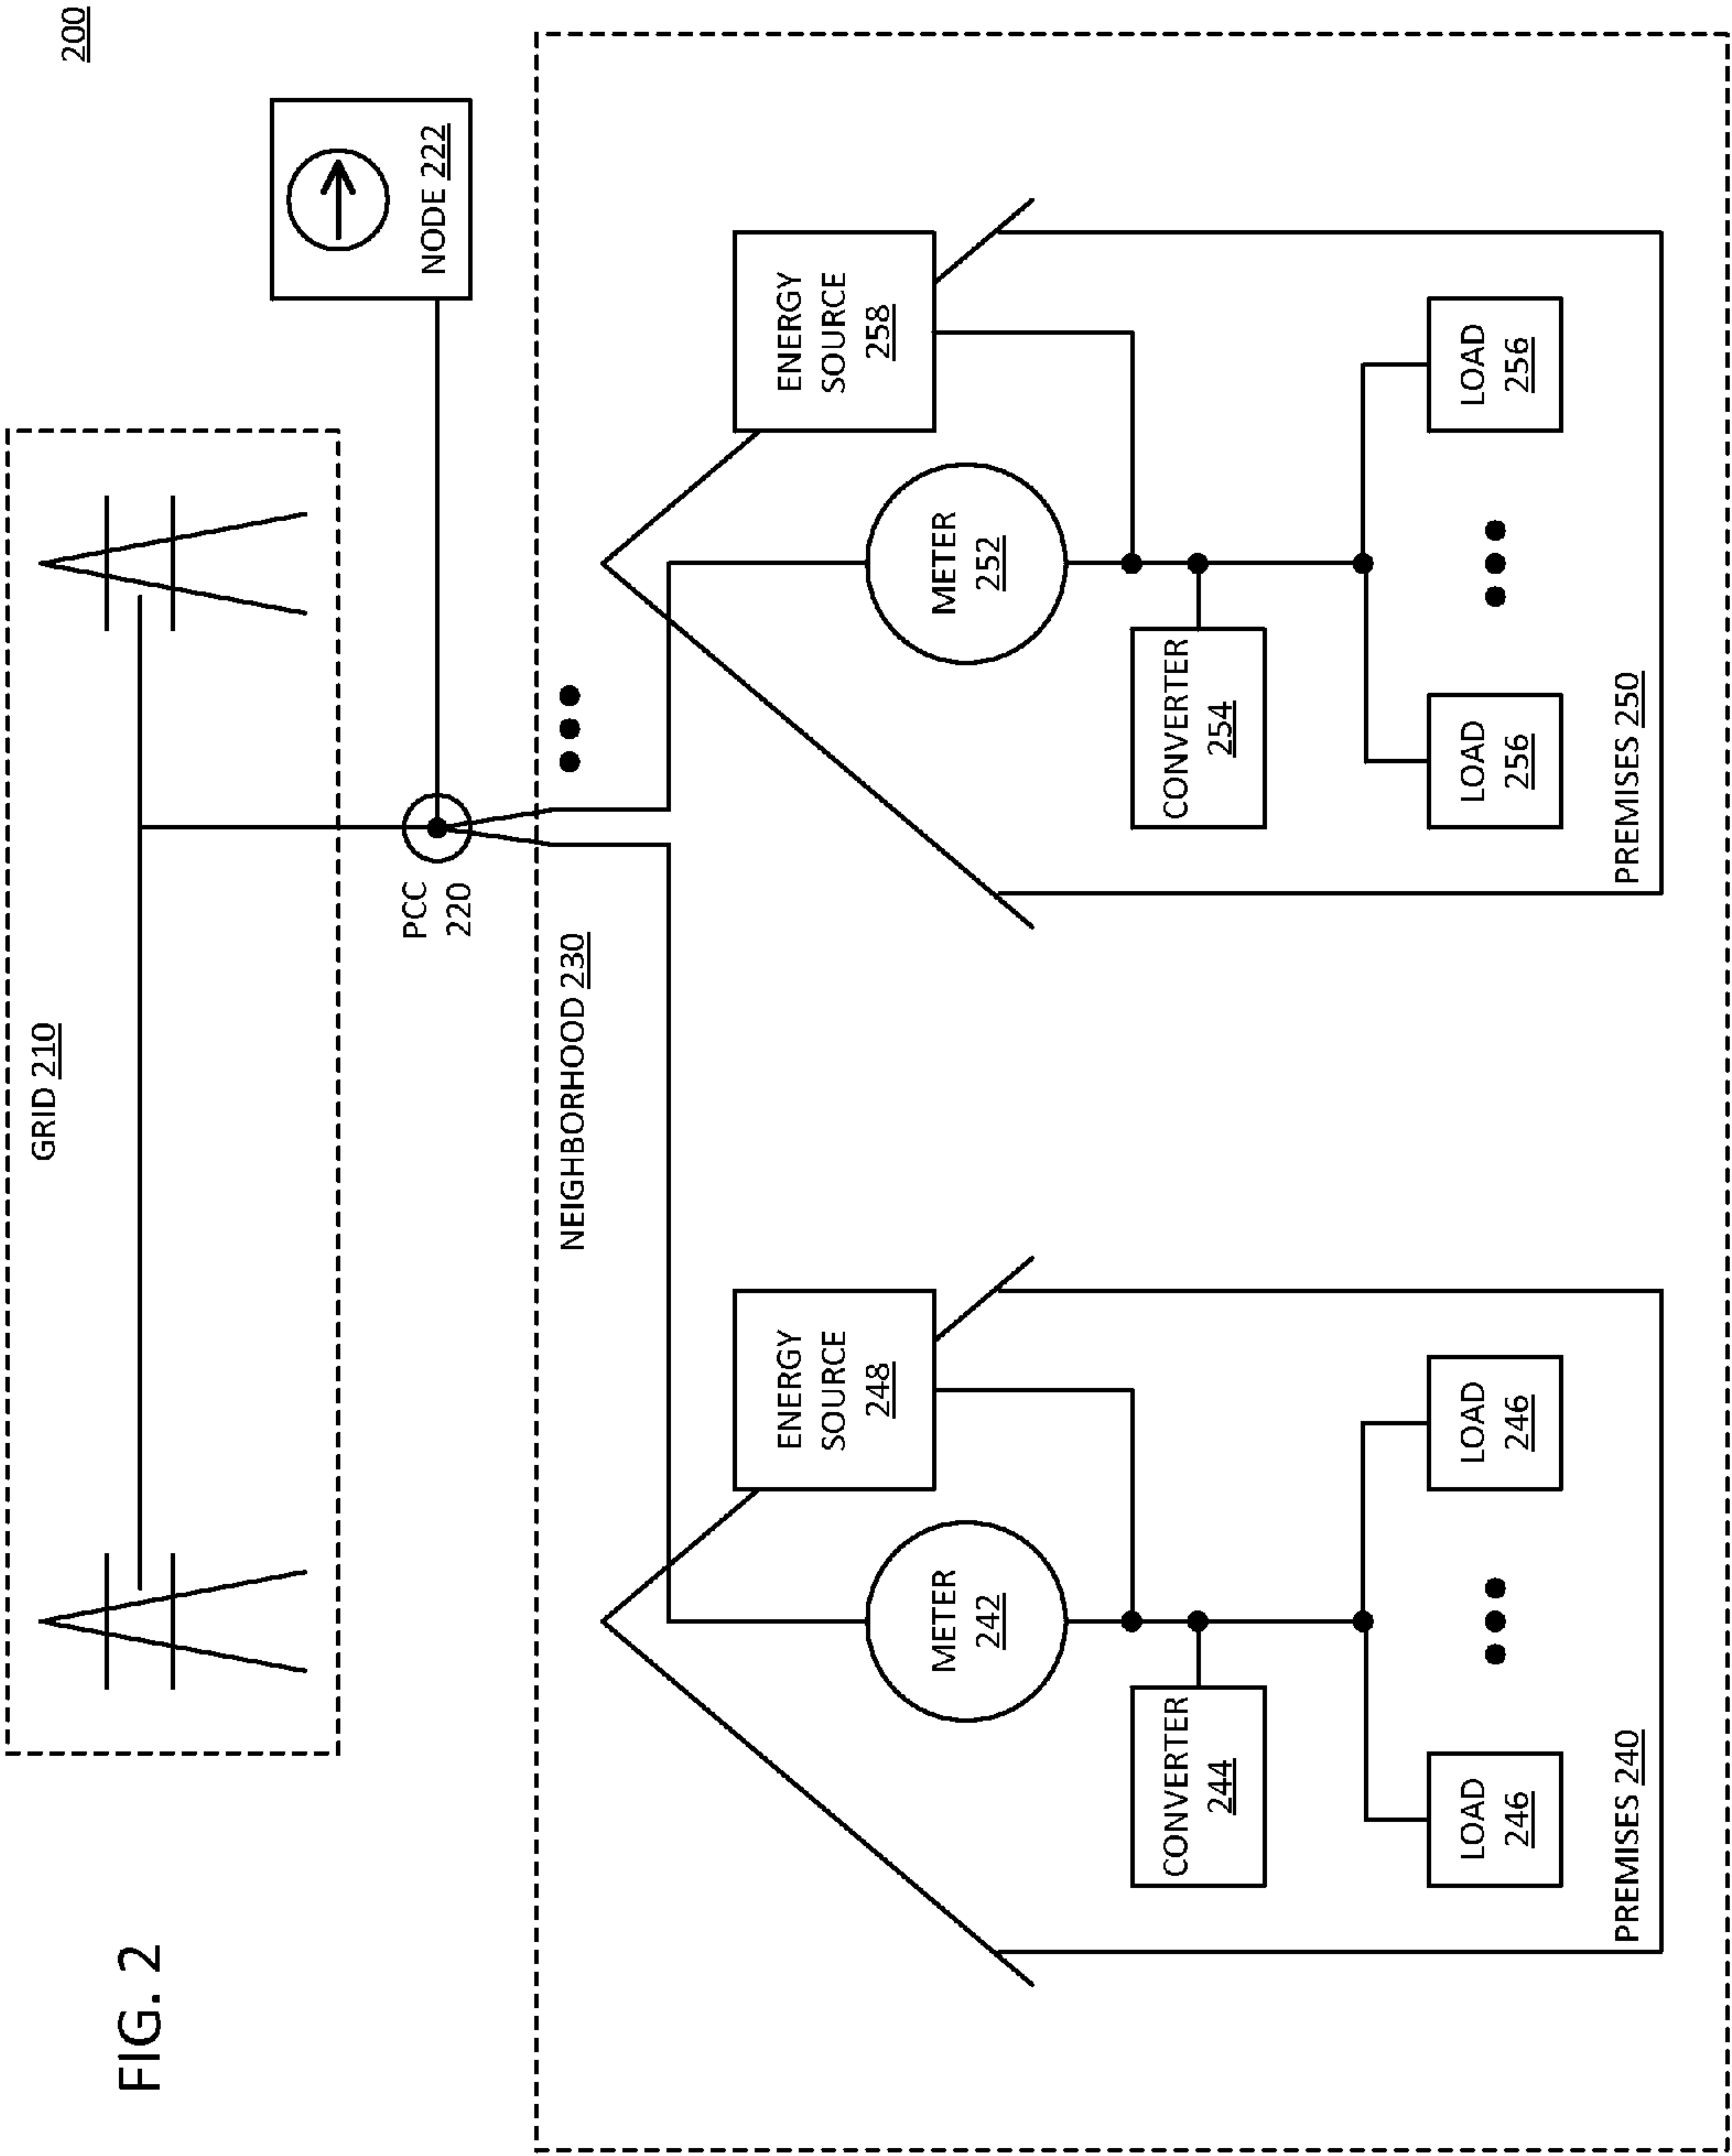 FIG. 2
200
GRID 210
NODE 222
PCC
220
NEIGHBORHOOD 230
ENERGY
SOURCE
248
METER
242
CONVERTER
244
LOAD
246
LOAD
246
PREMISES 240
ENERGY
SOURCE
258
METER
252
CONVERTER
254
LOAD
256
LOAD
256
PREMISES 250